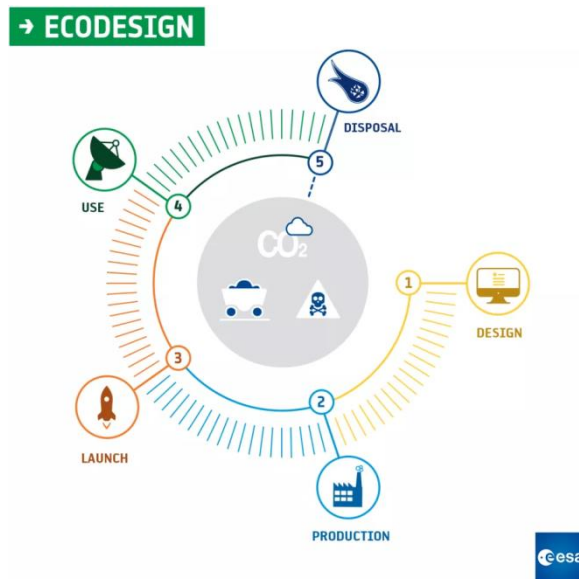 → ECODESIGN
DISPOSAL
5
USE
4
CO₂
1
DESIGN
3
2
LAUNCH
PRODUCTION
esa